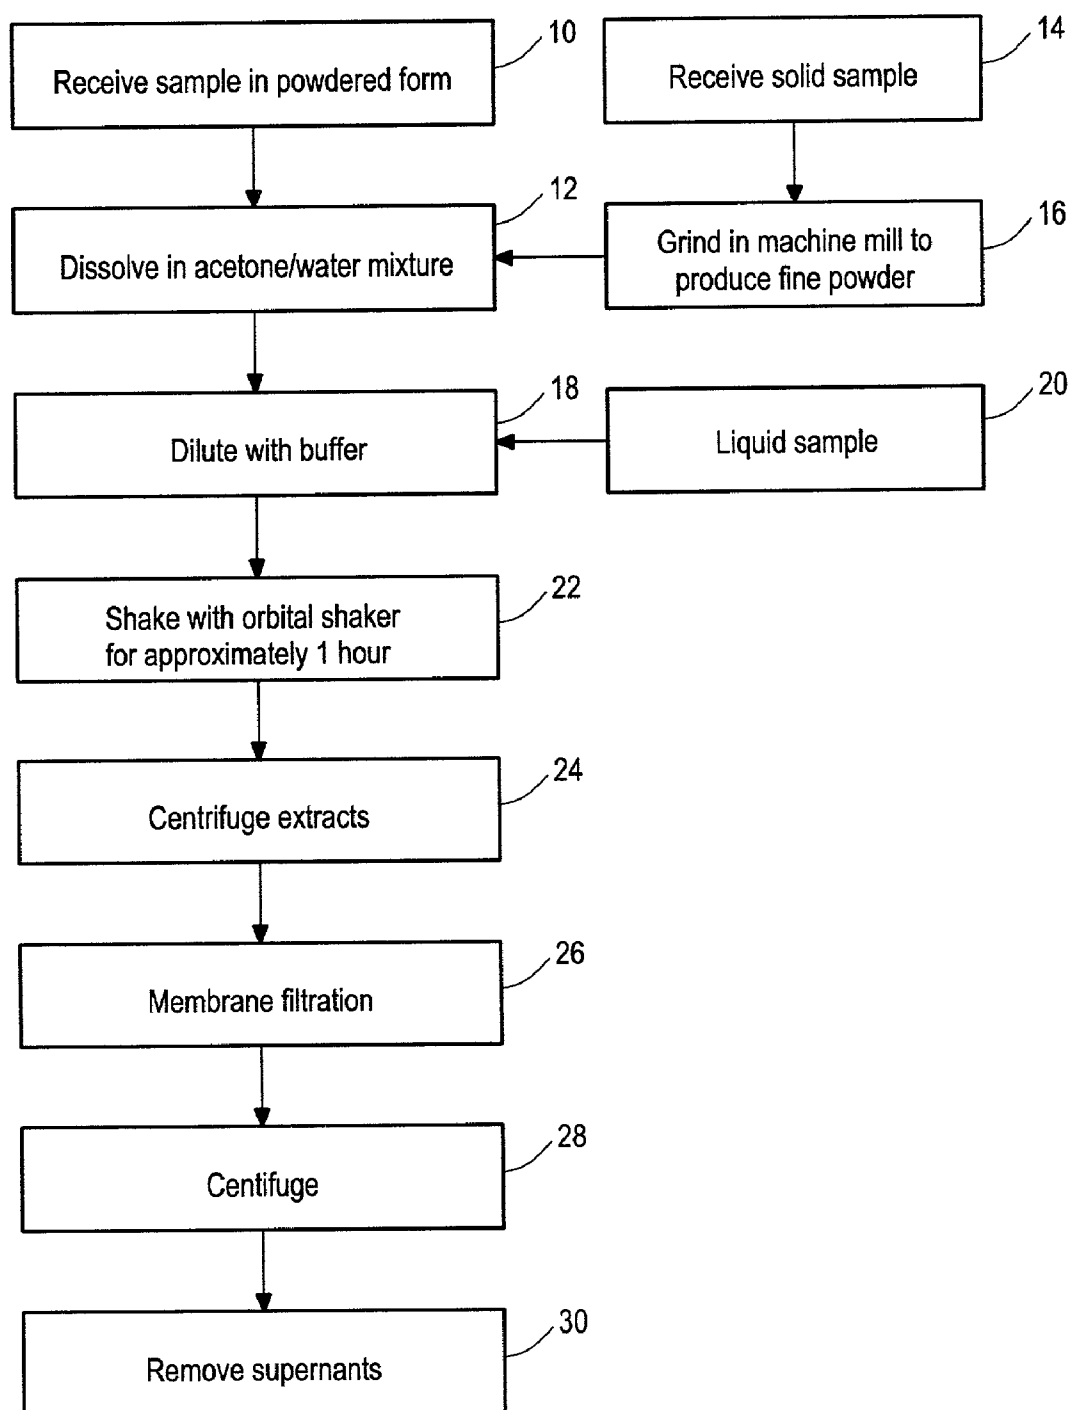 Receive sample in powdered form
10
Receive solid sample
14
Dissolve in acetone/water mixture
12
Grind in machine mill to
produce fine powder
16
Dilute with buffer
18
Liquid sample
20
Shake with orbital shaker
for approximately 1 hour
22
Centrifuge extracts
24
Membrane filtration
26
Centifuge
28
Remove supernants
30